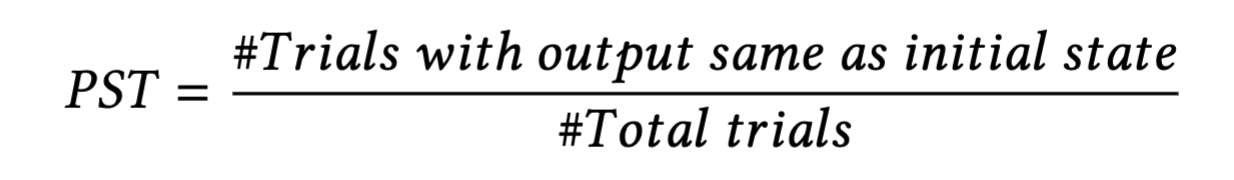 #Trials with output same as initial state
PST =
#Total trials